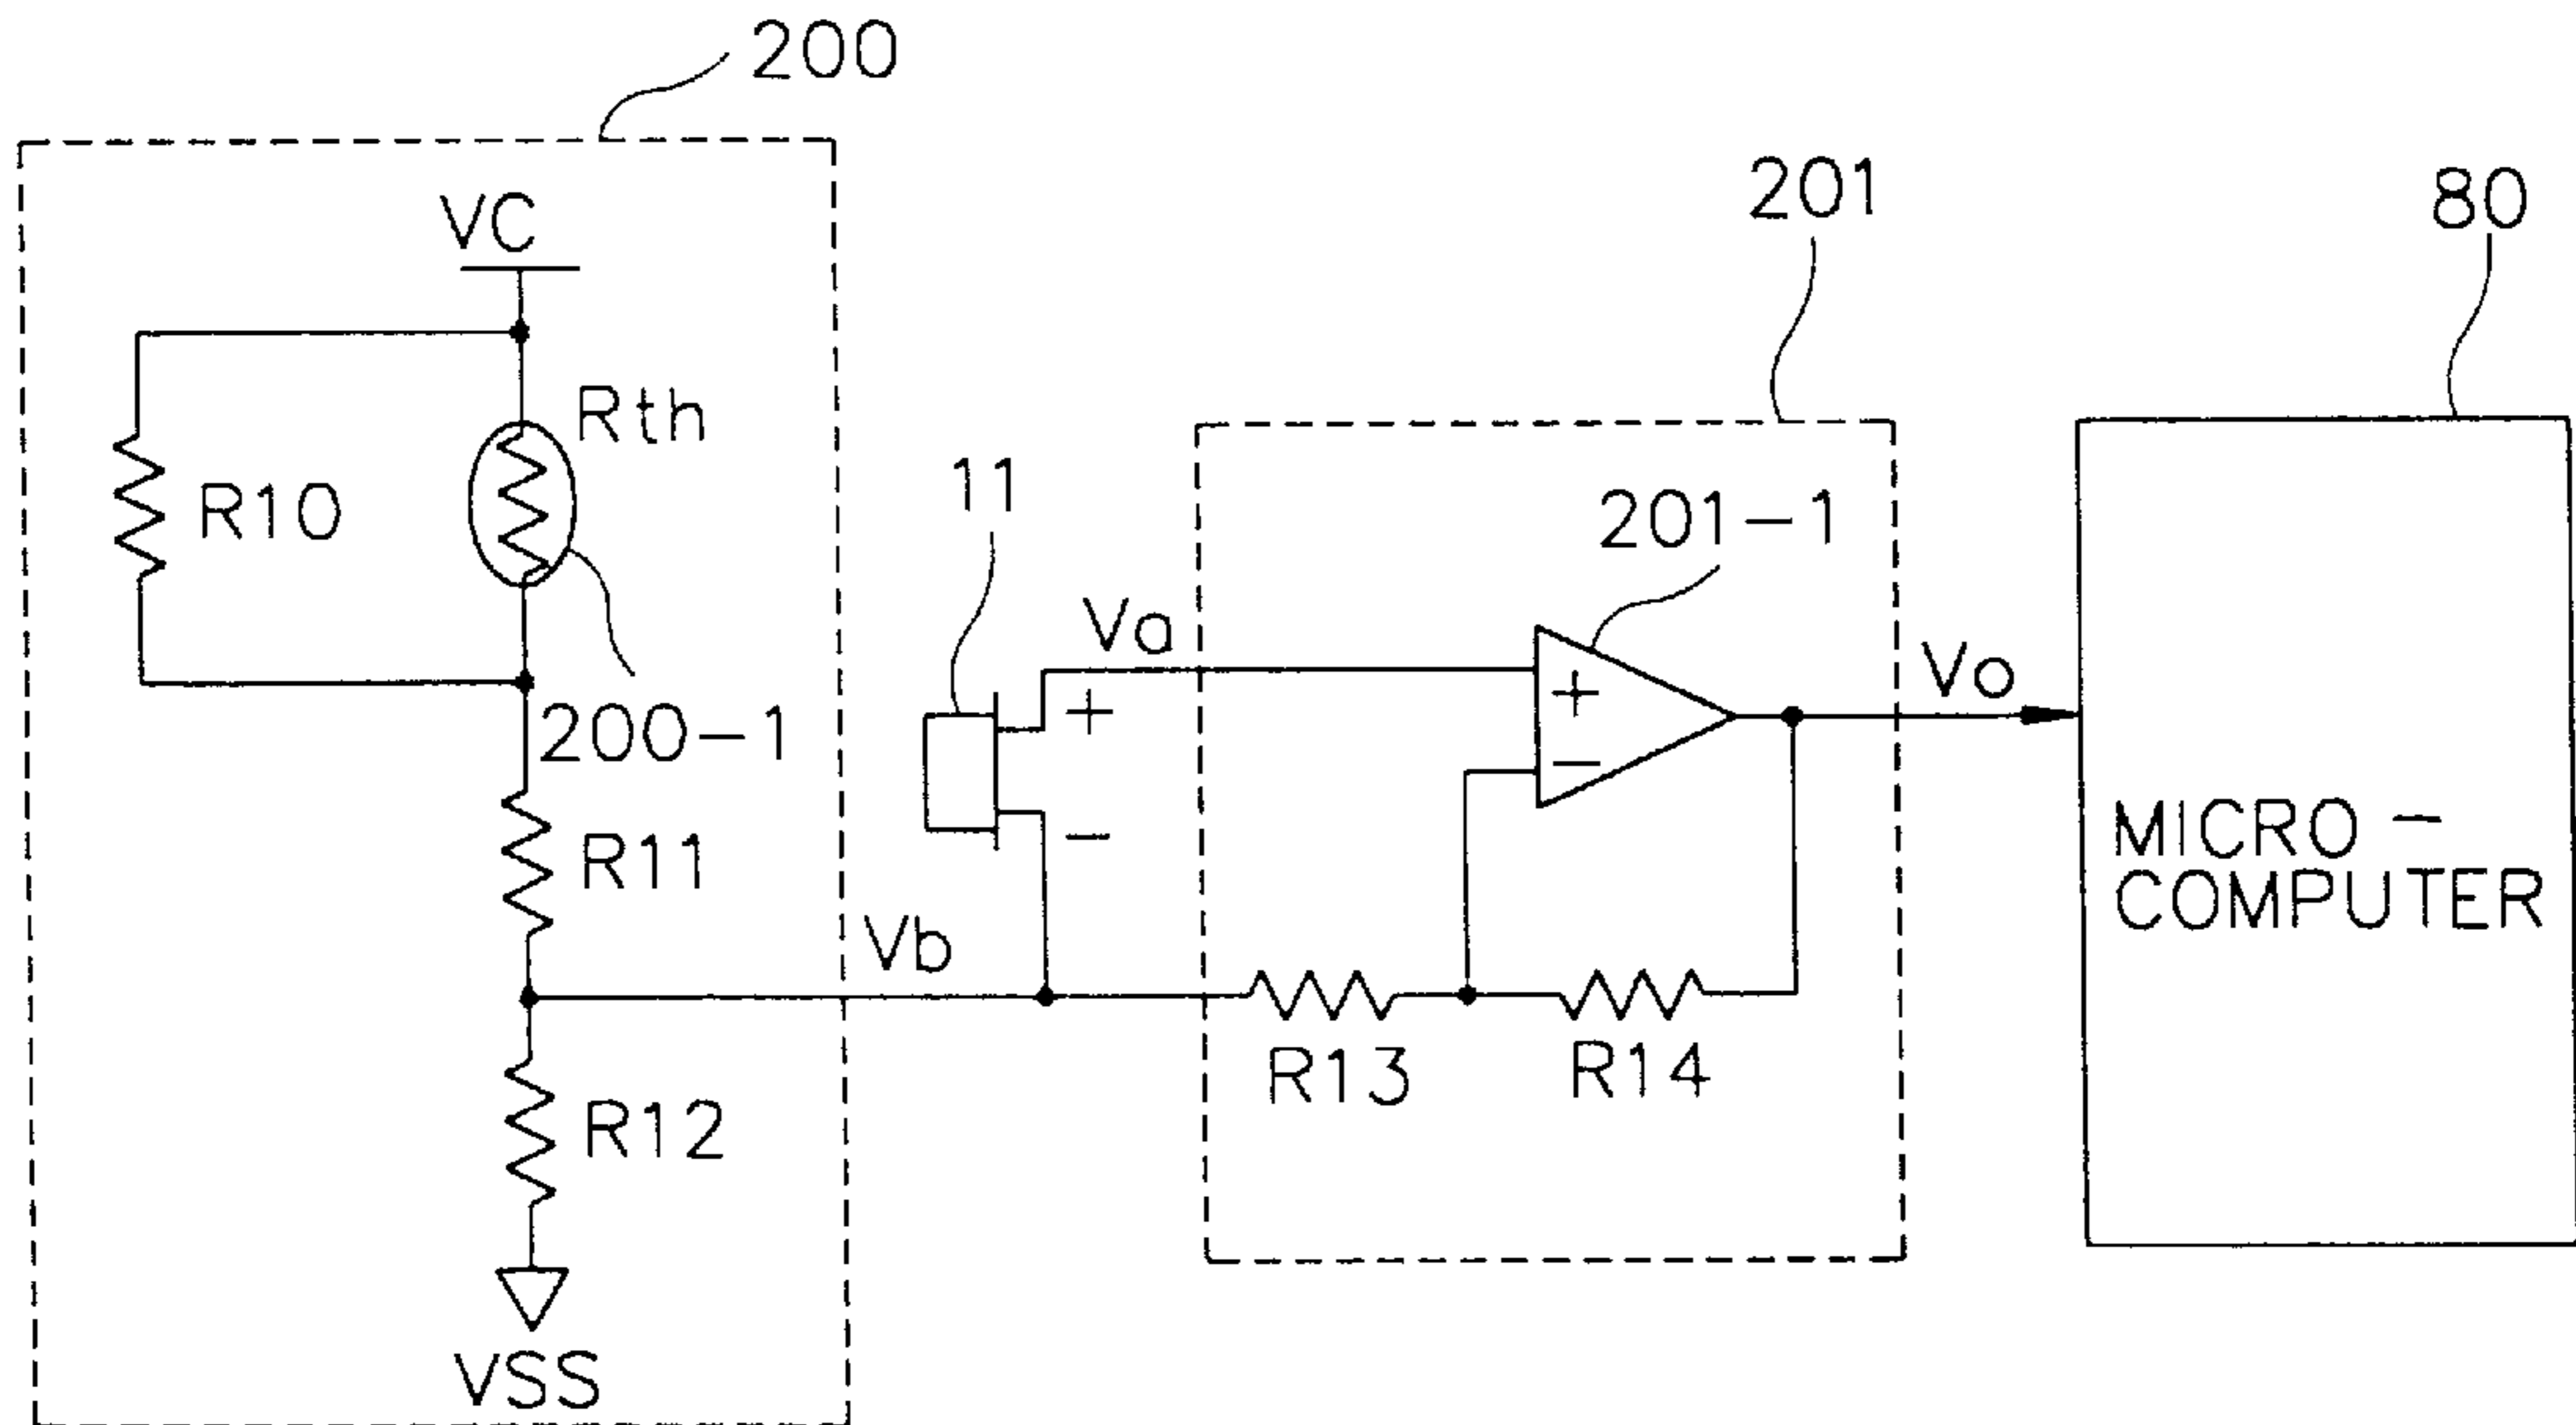 200
201
80
VC
Rth
R10
11
201-1
Va
+
+
Vo
200-1
−
−
MICRO -
COMPUTER
R11
Vb
R13
R14
R12
VSS